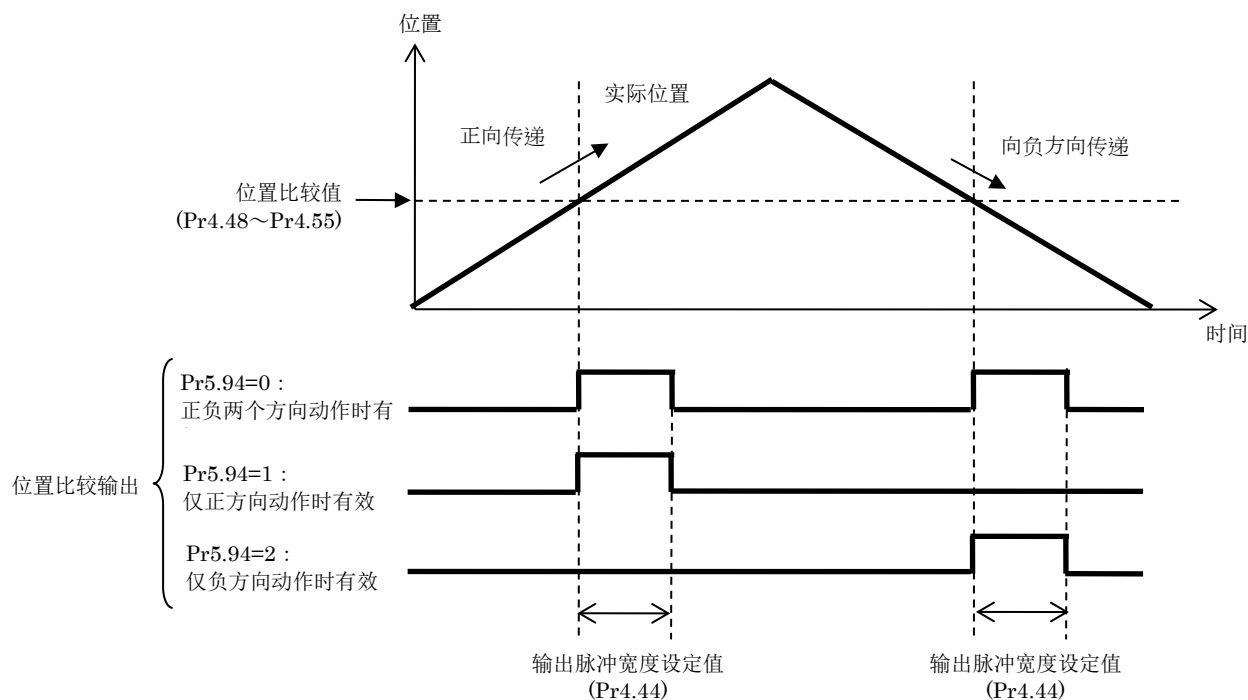 位置
实际位置
正向传递
向负方向传递
位置比较值
(Pr4.48～Pr4.55)
时间
Pr5.94=0：
正负两个方向动作时有
Pr5.94=1：
仅正方向动作时有效
位置比较输出
Pr5.94=2：
仅负方向动作时有效
输出脉冲宽度设定值
(Pr4.44)
输出脉冲宽度设定值
(Pr4.44)